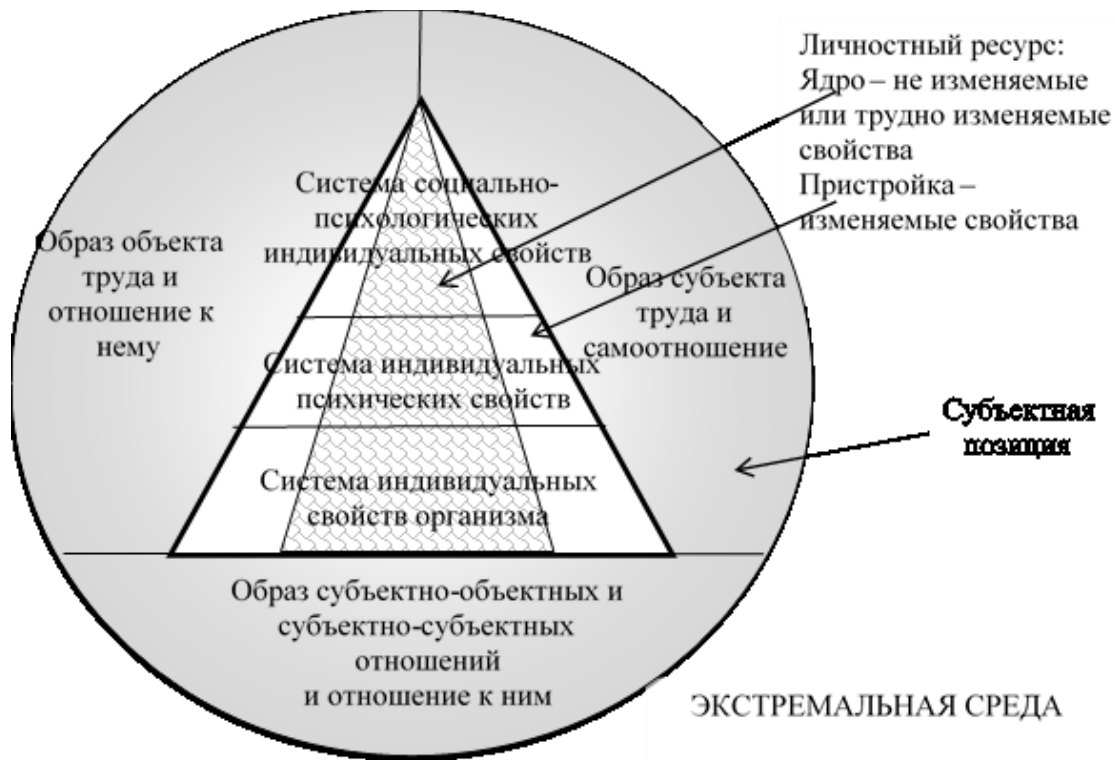 Личностный ресурс:
Ядро – не изменяемые
или трудно изменяемые
свойства
Пристройка –
изменяемые свойства
Система социально-
психологических
индивидуальных свойств
Образ объекта
труда и
отношение к
нему
Образ субъекта
труда и
самоотношение
Система индивидуальных
психических свойств
Субъектная
позиция
Система индивидуальных
свойств организма
Образ субъектно-объектных и
субъектно-субъектных
отношений
и отношение к ним
ЭКСТРЕМАЛЬНАЯ СРЕДА